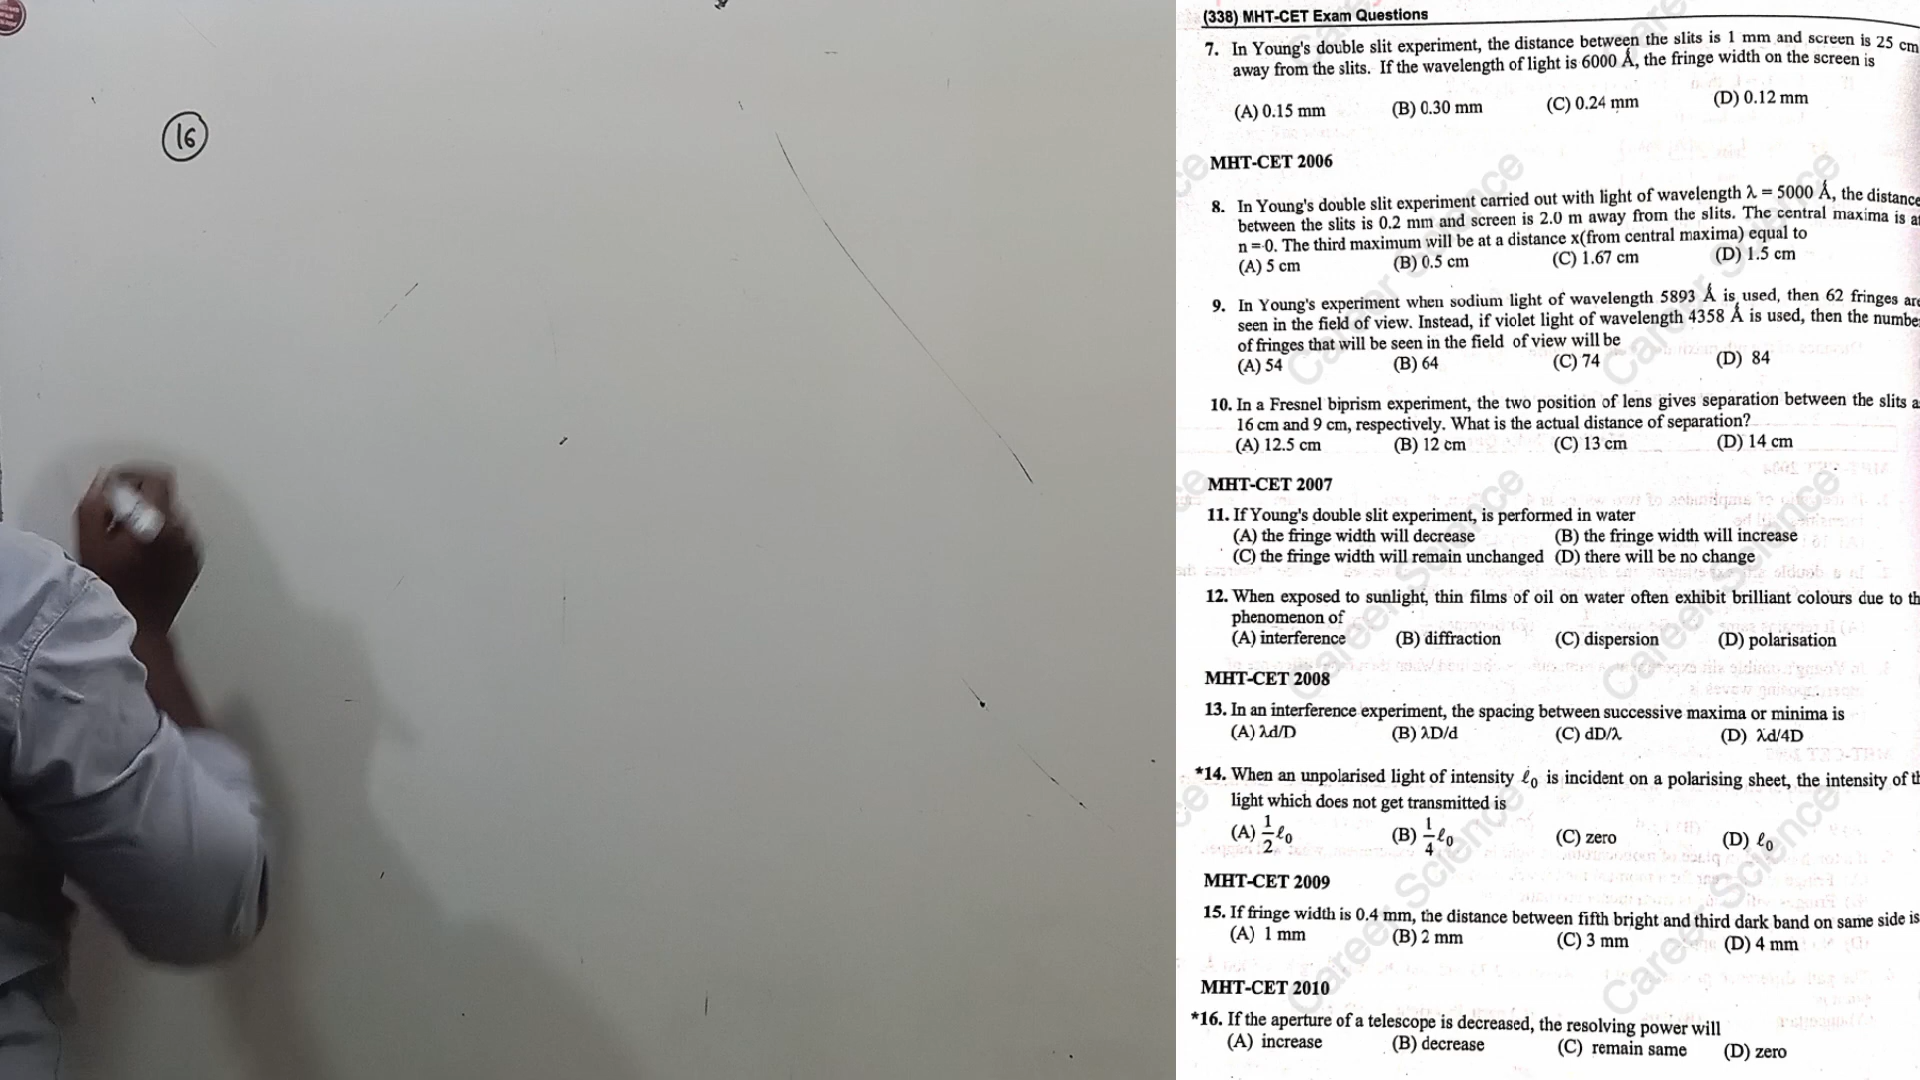 16
(338) MHT-CET Exam Questions
7. In Young's double slit experiment, the distance between the slits is 1 mm and screen is 25 cm
away from the slits. If the wavelength of light is 6000 Å, the fringe width on the screen is
(A) 0.15 mm (B) 0.30 mm (C) 0.24 mm (D) 0.12 mm
MHT-CET 2006
8. In Young's double slit experiment carried out with light of wavelength λ = 5000 Å, the distance
between the slits is 0.2 mm and screen is 2.0 m away from the slits. The central maxima is at
n = 0. The third maximum will be at a distance x(from central maxima) equal to
(A) 5 cm (B) 0.5 cm (C) 1.67 cm (D) 1.5 cm
9. In Young's experiment when sodium light of wavelength 5893 Å is used, then 62 fringes are
seen in the field of view. Instead, if violet light of wavelength 4358 Å is used, then the number
of fringes that will be seen in the field of view will be
(A) 54 (B) 64 (C) 74 (D) 84
10. In a Fresnel biprism experiment, the two position of lens gives separation between the slits a
16 cm and 9 cm, respectively. What is the actual distance of separation?
(A) 12.5 cm (B) 12 cm (C) 13 cm (D) 14 cm
MHT-CET 2007
11. If Young's double slit experiment, is performed in water
(A) the fringe width will decrease (B) the fringe width will increase
(C) the fringe width will remain unchanged (D) there will be no change
12. When exposed to sunlight, thin films of oil on water often exhibit brilliant colours due to th
phenomenon of
(A) interference (B) diffraction (C) dispersion (D) polarisation
MHT-CET 2008
13. In an interference experiment, the spacing between successive maxima or minima is
(A) λd/D (B) λD/d (C) dD/λ (D) λd/4D
*14. When an unpolarised light of intensity ℓ₀ is incident on a polarising sheet, the intensity of th
light which does not get transmitted is
(A) 1/2 ℓ₀ (B) 1/4 ℓ₀ (C) zero (D) ℓ₀
MHT-CET 2009
15. If fringe width is 0.4 mm, the distance between fifth bright and third dark band on same side is
(A) 1 mm (B) 2 mm (C) 3 mm (D) 4 mm
MHT-CET 2010
*16. If the aperture of a telescope is decreased, the resolving power will
(A) increase (B) decrease (C) remain same (D) zero
Career Science